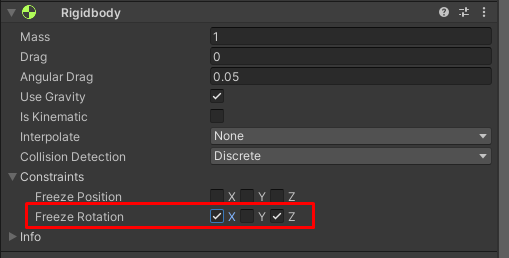 Rigidbody
Mass 1
Drag 0
Angular Drag 0.05
Use Gravity
Is Kinematic
Interpolate None
Collision Detection Discrete
Constraints
Freeze Position X Y Z
Freeze Rotation X Y Z
Info